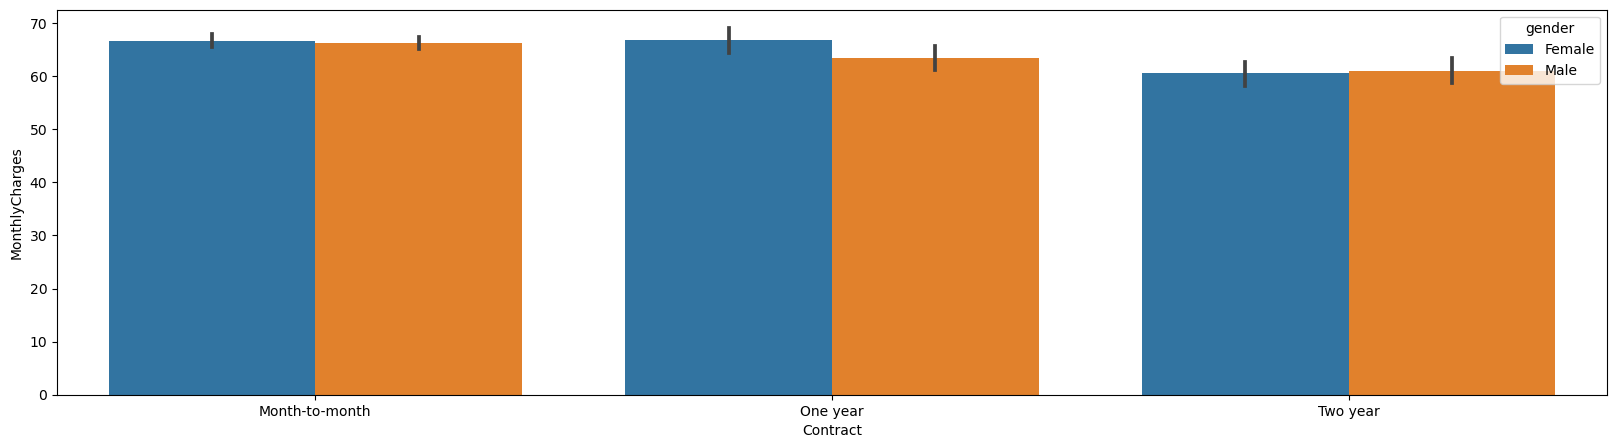 70
60
50
40
30
20
10
0
MonthlyCharges
gender
Female
Male
Month-to-month
One year
Two year
Contract